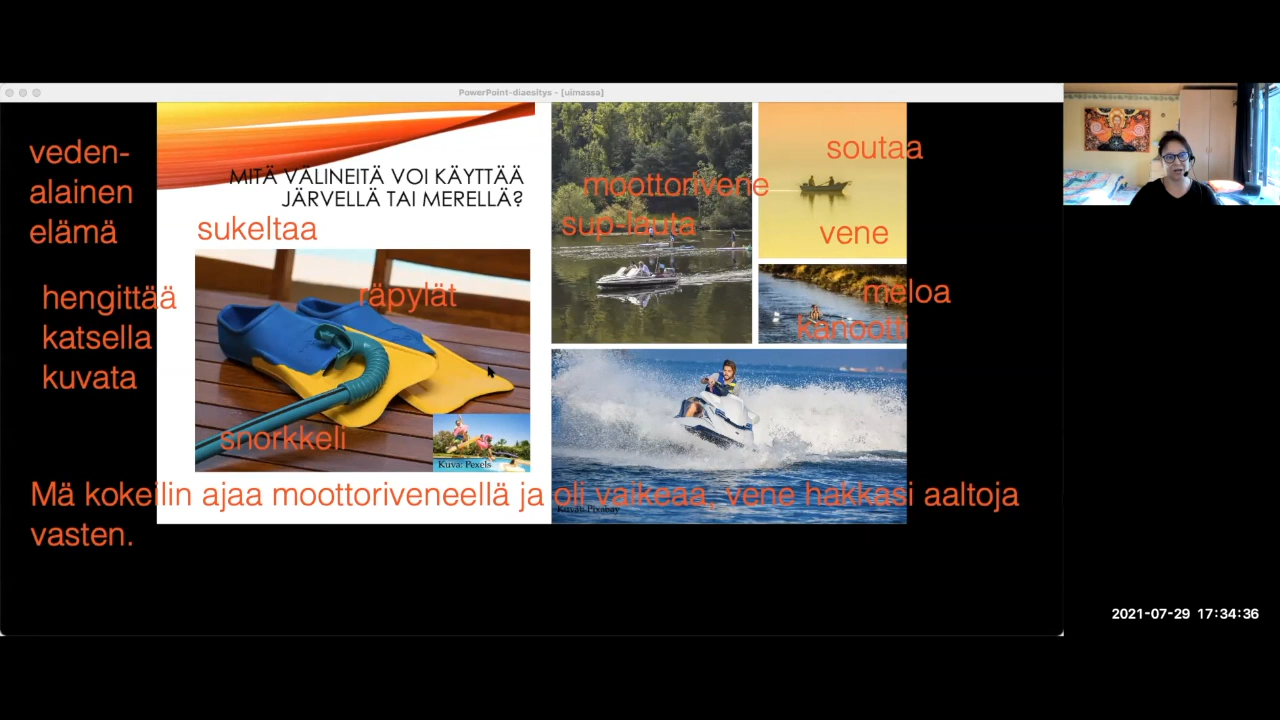 PowerPoint-diaesitys - [uimassa]
MITÄ VÄLINEITÄ VOI KÄYTTÄÄ
JÄRVELLÄ TAI MERELLÄ?
veden-
alainen
elämä
sukeltaa
hengittää
katsella
kuvata
räpylät
snorkkeli
Kuva: Pexels
moottorivene
sup-lauta
soutaa
vene
meloa
kanootti
Mä kokeilin ajaa moottoriveneellä ja oli vaikeaa, vene hakkasi aaltoja
vasten.
Kuvat: Pixabay
2021-07-29 17:34:36